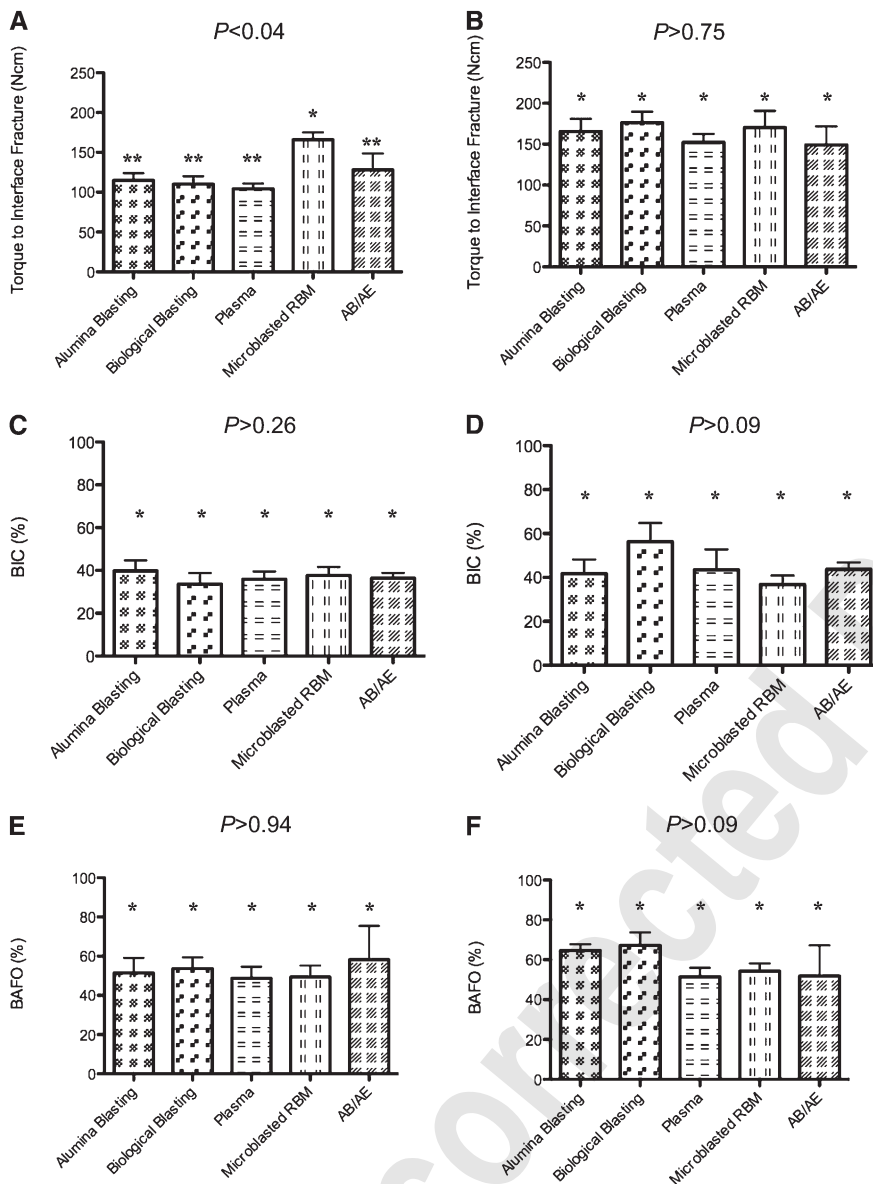 A
P<0.04
Torque to Interface Fracture (Ncm)
250
200
150
100
50
0
** ** ** * **
Alumina Blasting
Biological Blasting
Plasma
Microblasted RBM
AB/AE
B
P>0.75
Torque to Interface Fracture (Ncm)
250
200
150
100
50
0
* * * * *
Alumina Blasting
Biological Blasting
Plasma
Microblasted RBM
AB/AE
C
P>0.26
BIC (%)
100
80
60
40
20
0
* * * * *
Alumina Blasting
Biological Blasting
Plasma
Microblasted RBM
AB/AE
D
P>0.09
BIC (%)
100
80
60
40
20
0
* * * * *
Alumina Blasting
Biological Blasting
Plasma
Microblasted RBM
AB/AE
E
P>0.94
BAFO (%)
100
80
60
40
20
0
* * * * *
Alumina Blasting
Biological Blasting
Plasma
Microblasted RBM
AB/AE
F
P>0.09
BAFO (%)
100
80
60
40
20
0
* * * * *
Alumina Blasting
Biological Blasting
Plasma
Microblasted RBM
AB/AE
corrected